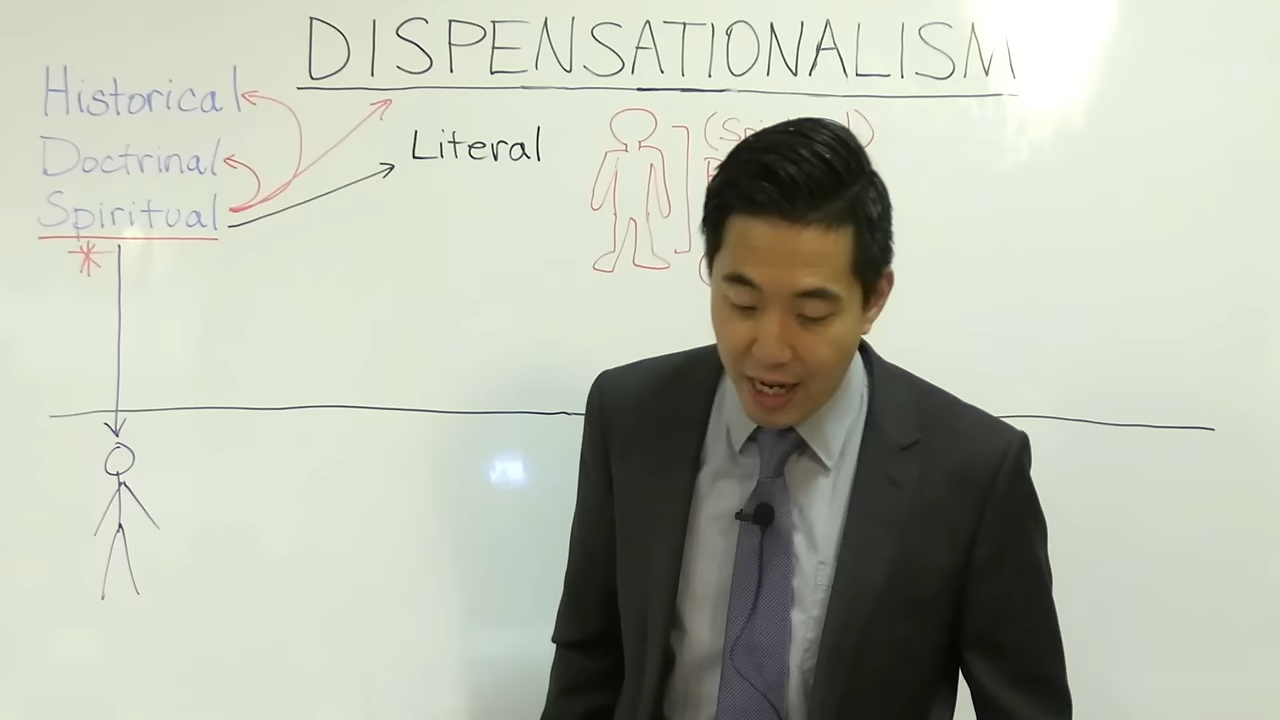 DISPENSATIONALISM
Historical
Doctrinal
Spiritual
Literal